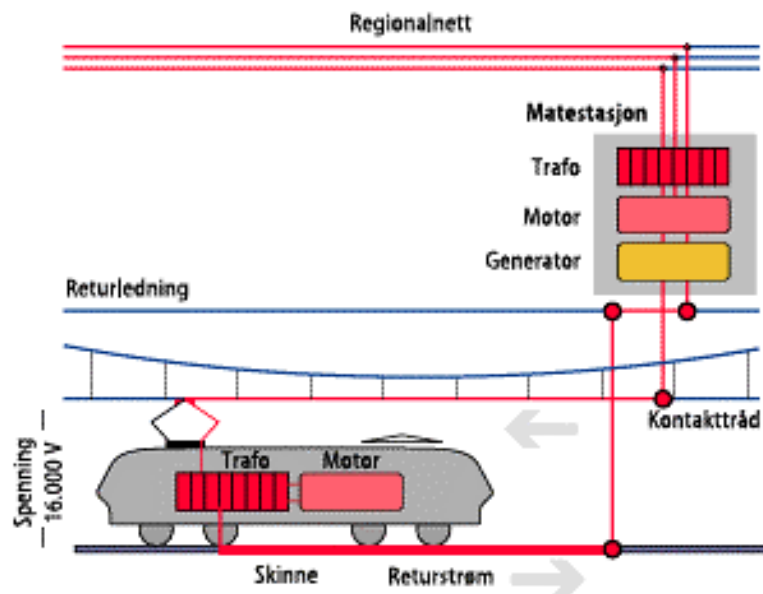 Regionalnett
Matestasjon
Trafo
Motor
Generator
Returledning
Kontakttråd
Spenning
16.000 V
Trafo Motor
Skinne Returstrøm